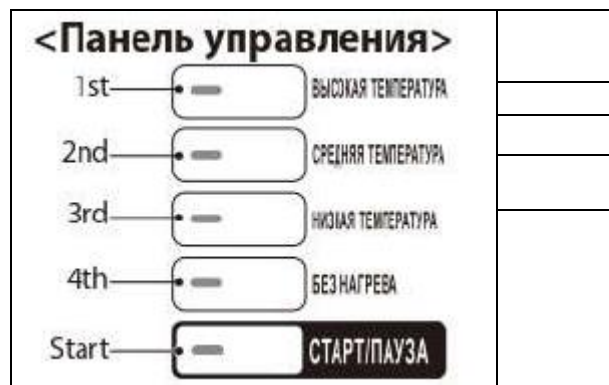 <Панель управления>
1st ВЫСОКАЯ ТЕМПЕРАТУРА
2nd СРЕДНЯЯ ТЕМПЕРАТУРА
3rd НИЗКАЯ ТЕМПЕРАТУРА
4th БЕЗ НАГРЕВА
Start СТАРТ/ПАУЗА